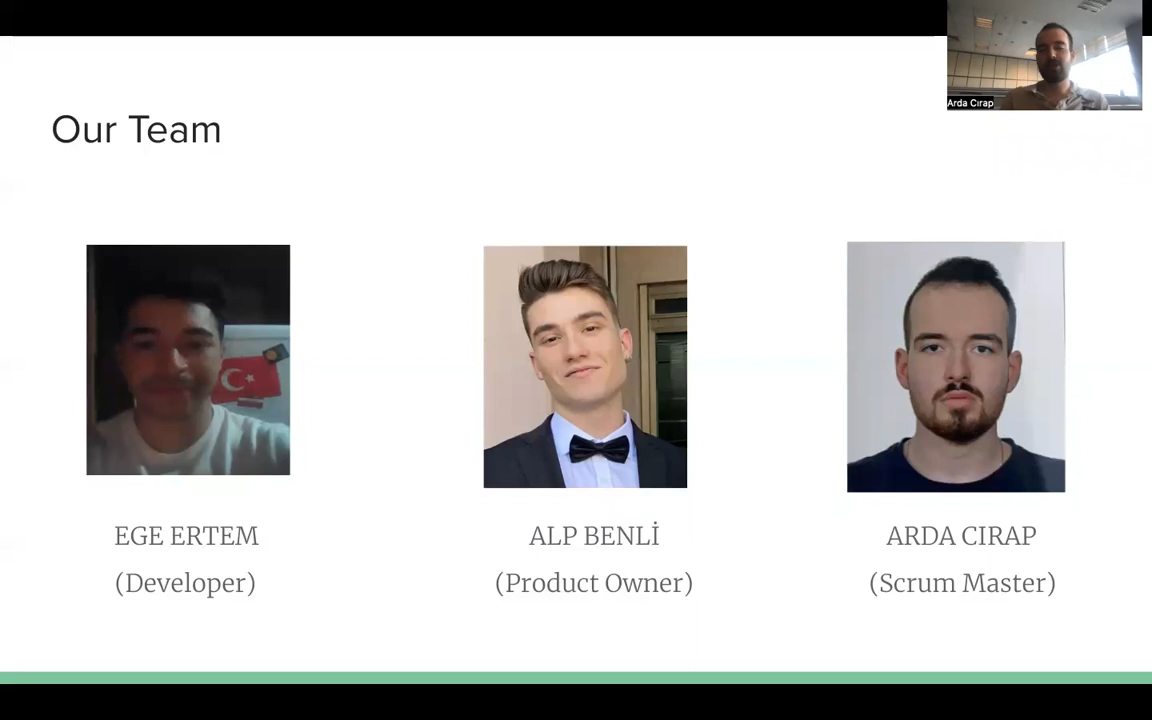 Arda Cırap
Our Team
EGE ERTEM
(Developer)
ALP BENLİ
(Product Owner)
ARDA CIRAP
(Scrum Master)